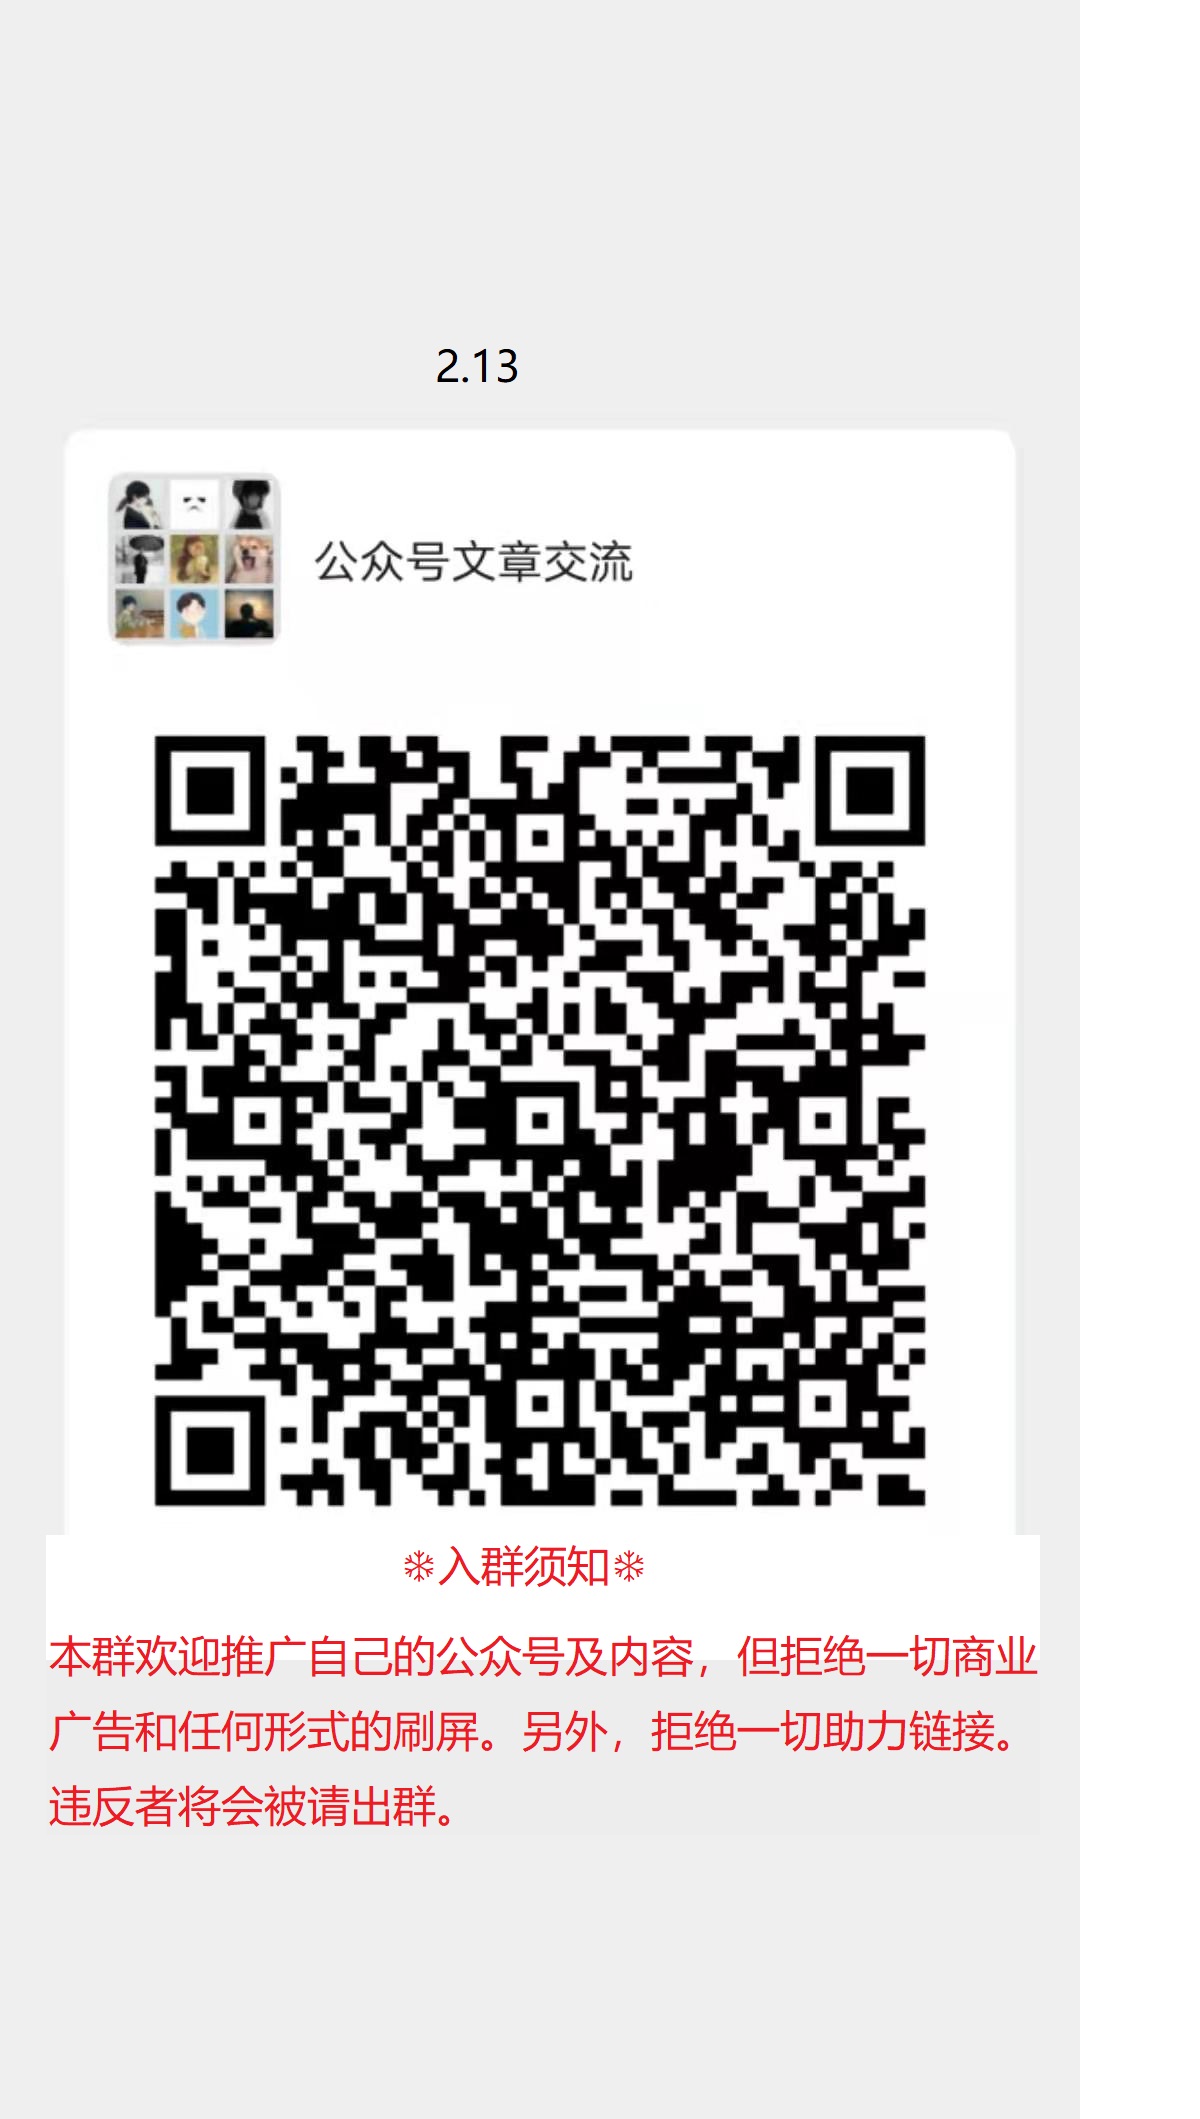 2.13
公众号文章交流
❄入群须知❄
本群欢迎推广自己的公众号及内容，但拒绝一切商业
广告和任何形式的刷屏。另外，拒绝一切助力链接。
违反者将会被请出群。